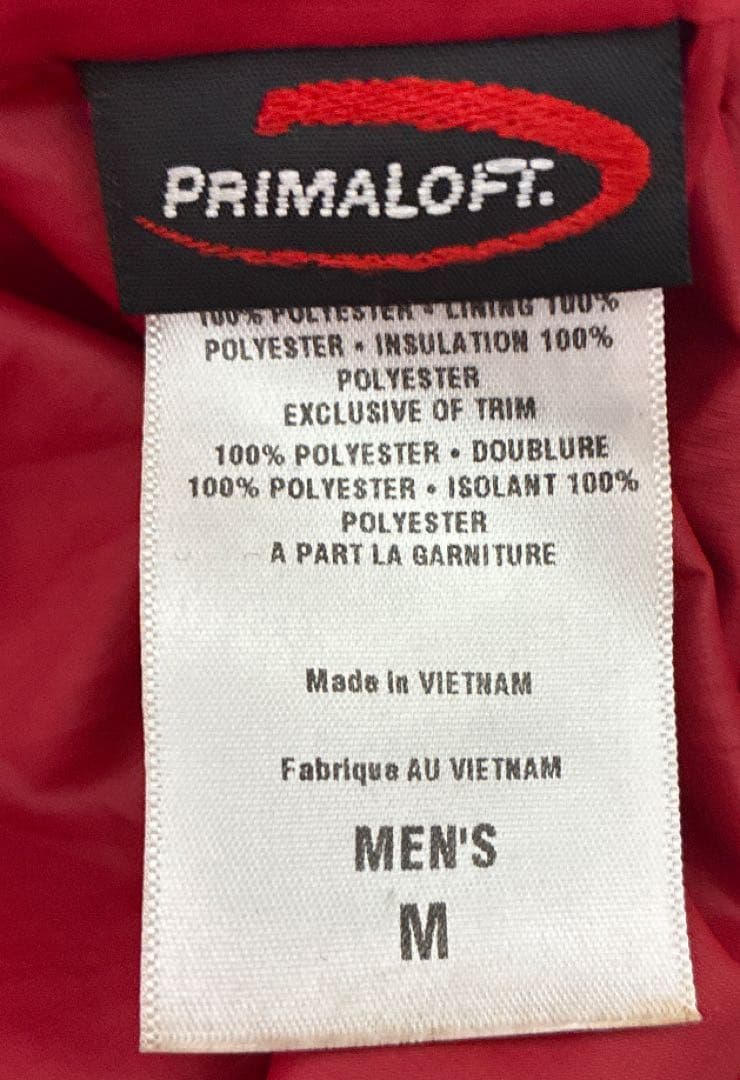 PRIMALOFT.
100% POLYESTER • LINING 100%
POLYESTER • INSULATION 100%
POLYESTER
EXCLUSIVE OF TRIM
100% POLYESTER • DOUBLURE
100% POLYESTER • ISOLANT 100%
POLYESTER
A PART LA GARNITURE
Made in VIETNAM
Fabrique AU VIETNAM
MEN'S
M